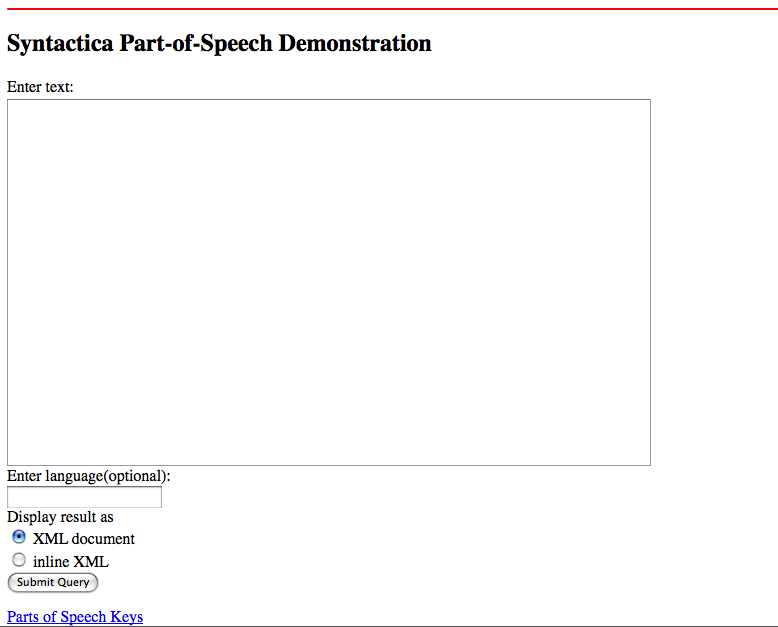 Syntactica Part-of-Speech Demonstration
Enter text:
Enter language(optional):
Display result as
XML document
inline XML
Submit Query
Parts of Speech Keys